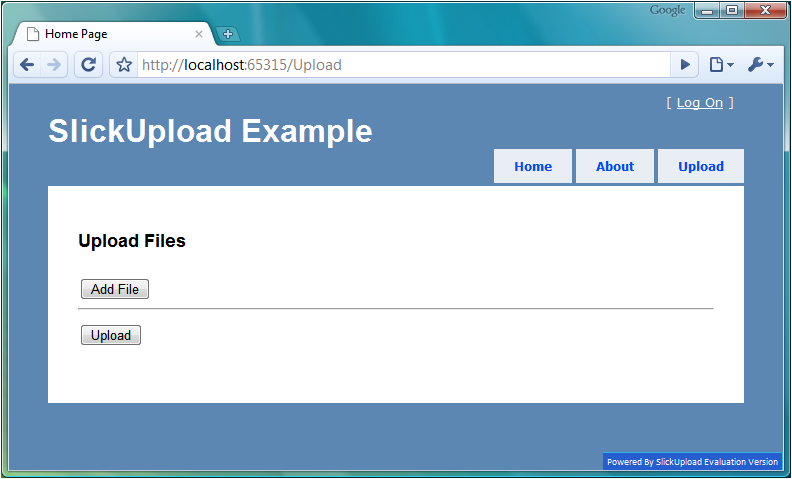 Google
Home Page
http://localhost:65315/Upload
[ Log On ]
SlickUpload Example
Home About Upload
Upload Files
Add File
Upload
Powered By SlickUpload Evaluation Version